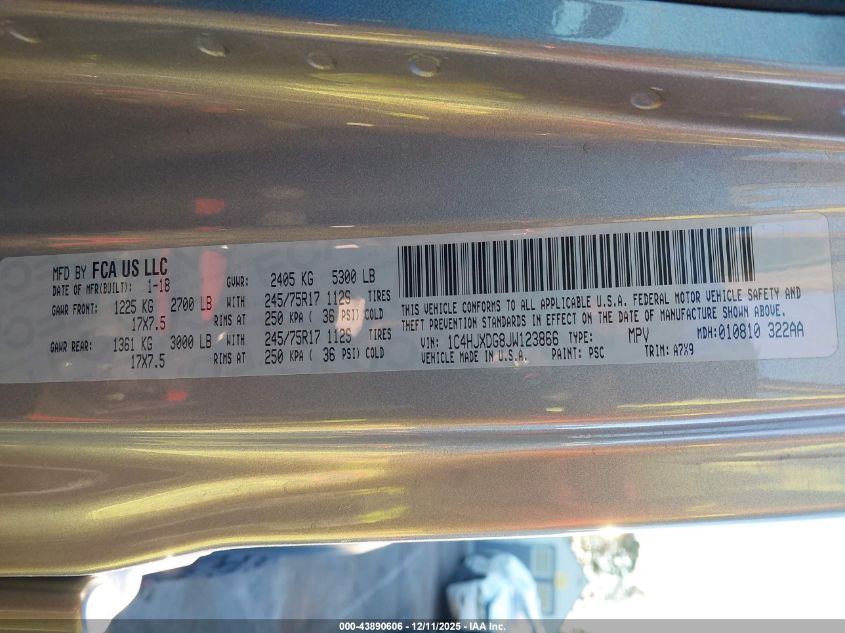 MFD BY FCA US LLC
DATE OF MFR(BUILT): 1-18 GVWR: 2405 KG 5300 LB
GAWR FRONT: 1225 KG 2700 LB WITH 245/75R17 112S TIRES
17X7.5 RIMS AT 250 KPA ( 36 PSI) COLD
GAWR REAR: 1361 KG 3000 LB WITH 245/75R17 112S TIRES
17X7.5 RIMS AT 250 KPA ( 36 PSI) COLD
THIS VEHICLE CONFORMS TO ALL APPLICABLE U.S.A. FEDERAL MOTOR VEHICLE SAFETY AND
THEFT PREVENTION STANDARDS IN EFFECT ON THE DATE OF MANUFACTURE SHOWN ABOVE.
VIN: 1C4HJXDG8JW123866 TYPE: MPV MDH:010810 322AA
VEHICLE MADE IN U.S.A. PAINT: PSC TRIM: A7X9
000-43890606 - 12/11/2025 - IAA Inc.